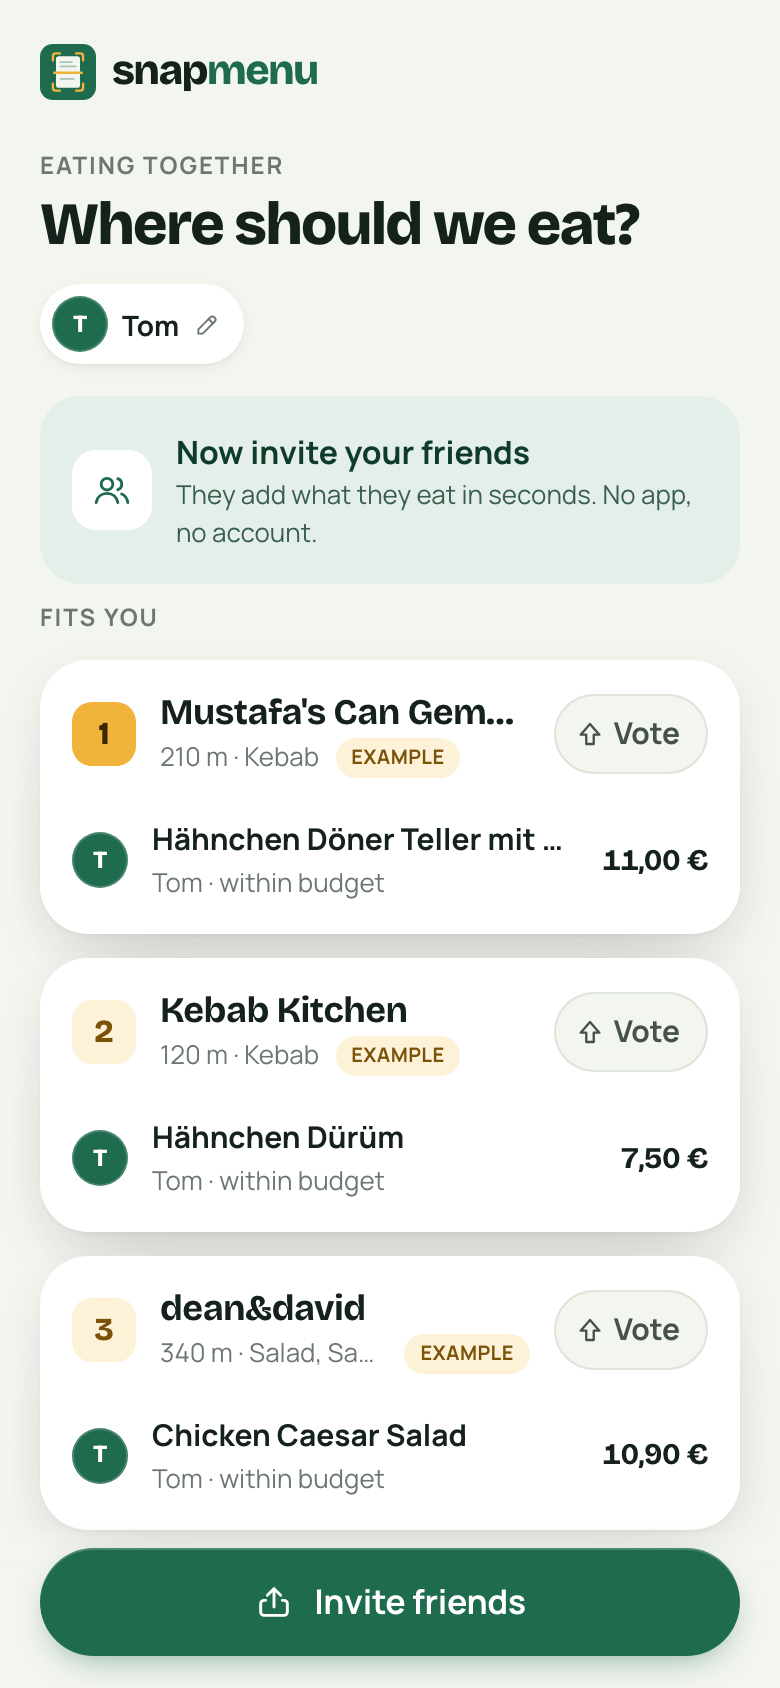 snapmenu
EATING TOGETHER
Where should we eat?
T Tom
Now invite your friends
They add what they eat in seconds. No app,
no account.
FITS YOU
1 Mustafa's Can Gem... Vote
210 m · Kebab EXAMPLE
T Hähnchen Döner Teller mit ... 11,00 €
Tom · within budget
2 Kebab Kitchen Vote
120 m · Kebab EXAMPLE
T Hähnchen Dürüm 7,50 €
Tom · within budget
3 dean&david Vote
340 m · Salad, Sa... EXAMPLE
T Chicken Caesar Salad 10,90 €
Tom · within budget
Invite friends